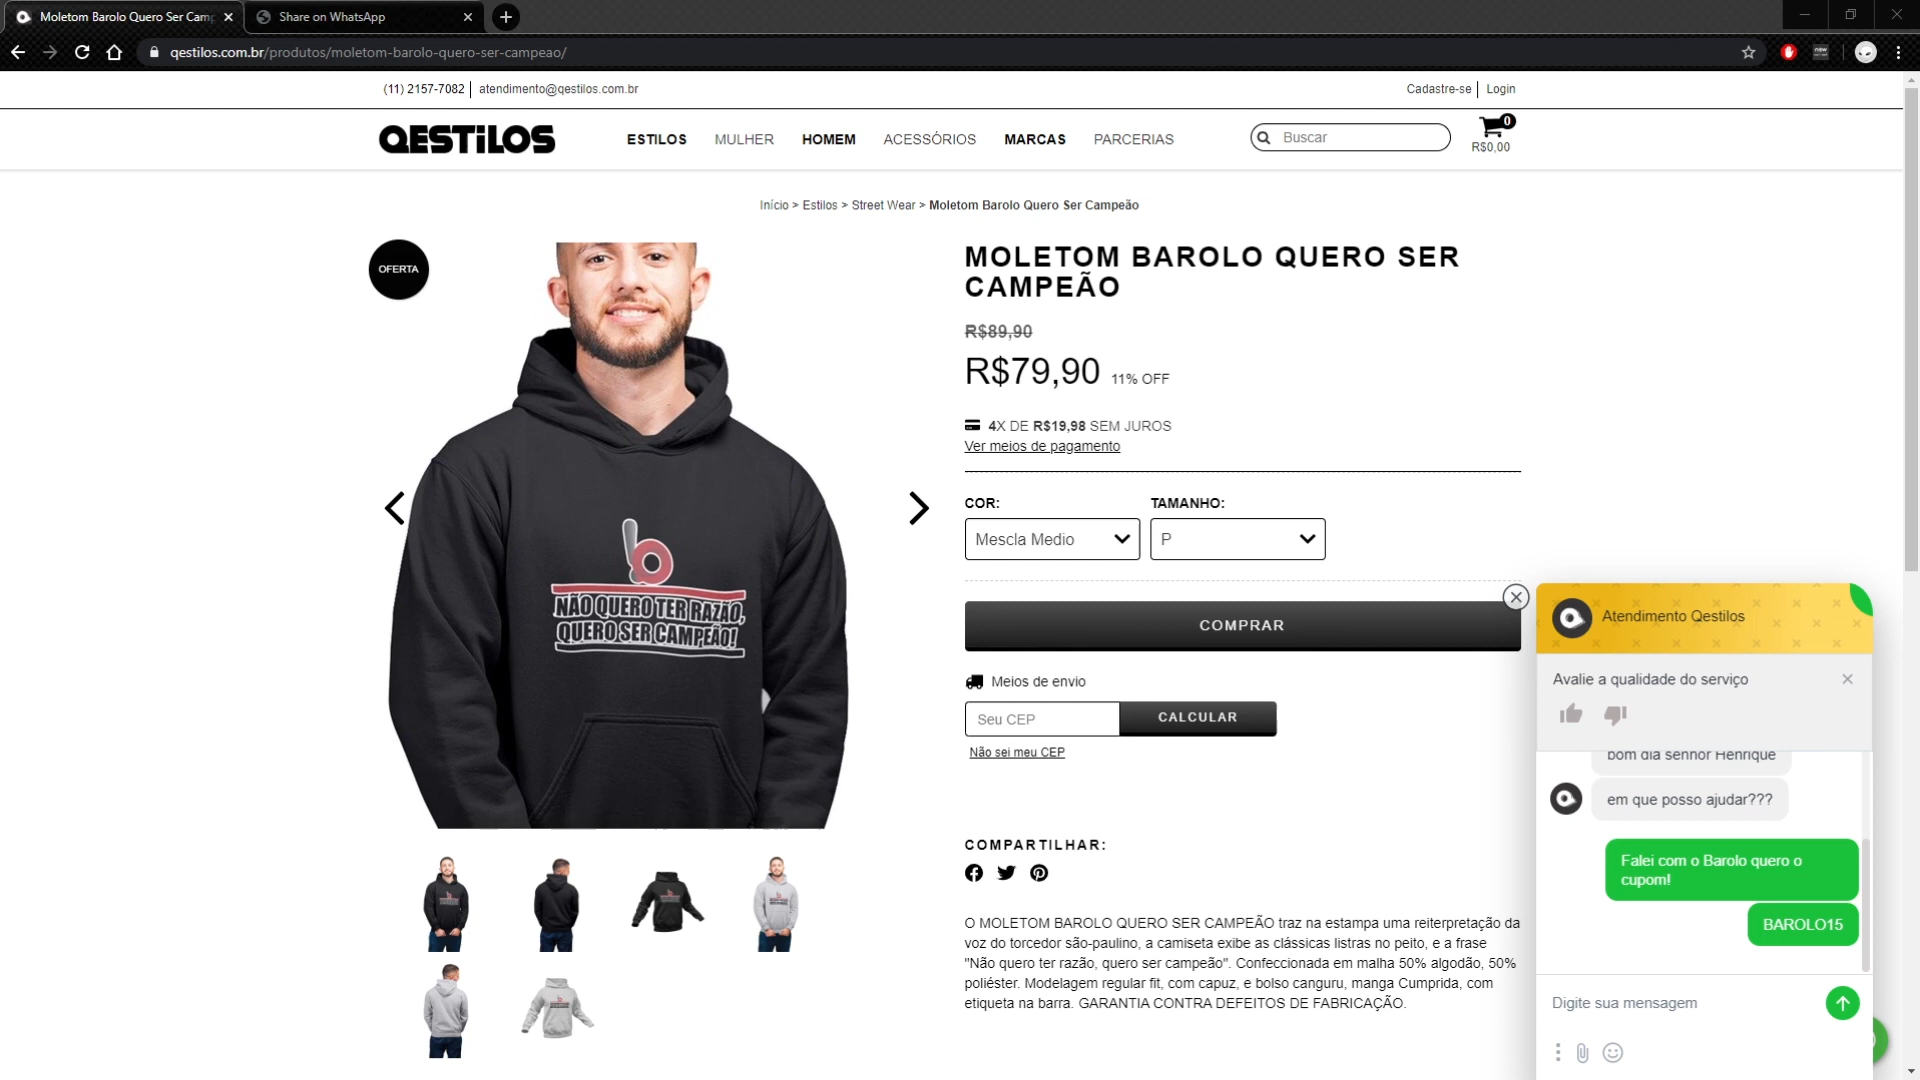 Moletom Barolo Quero Ser Camp
Share on WhatsApp
qestilos.com.br/produtos/moletom-barolo-quero-ser-campeao/
(11) 2157-7082
atendimento@qestilos.com.br
Cadastre-se
Login
QESTiLOS
ESTILOS
MULHER
HOMEM
ACESSÓRIOS
MARCAS
PARCERIAS
Buscar
0
R$0,00
Início > Estilos > Street Wear > Moletom Barolo Quero Ser Campeão
OFERTA
MOLETOM BAROLO QUERO SER
CAMPEÃO
R$89,90
R$79,90 11% OFF
4X DE R$19,98 SEM JUROS
Ver meios de pagamento
COR:
TAMANHO:
Mescla Medio
P
b
NÃO QUERO TER RAZÃO,
QUERO SER CAMPEÃO!
COMPRAR
Meios de envio
Seu CEP
CALCULAR
Não sei meu CEP
COMPARTILHAR:
O MOLETOM BAROLO QUERO SER CAMPEÃO traz na estampa uma reiterpretação da
voz do torcedor são-paulino, a camiseta exibe as clássicas listras no peito, e a frase
"Não quero ter razão, quero ser campeão". Confeccionada em malha 50% algodão, 50%
poliéster. Modelagem regular fit, com capuz, e bolso canguru, manga Cumprida, com
etiqueta na barra. GARANTIA CONTRA DEFEITOS DE FABRICAÇÃO.
Atendimento Qestilos
Avalie a qualidade do serviço
bom dia senhor Henrique
em que posso ajudar???
Falei com o Barolo quero o
cupom!
BAROLO15
Digite sua mensagem